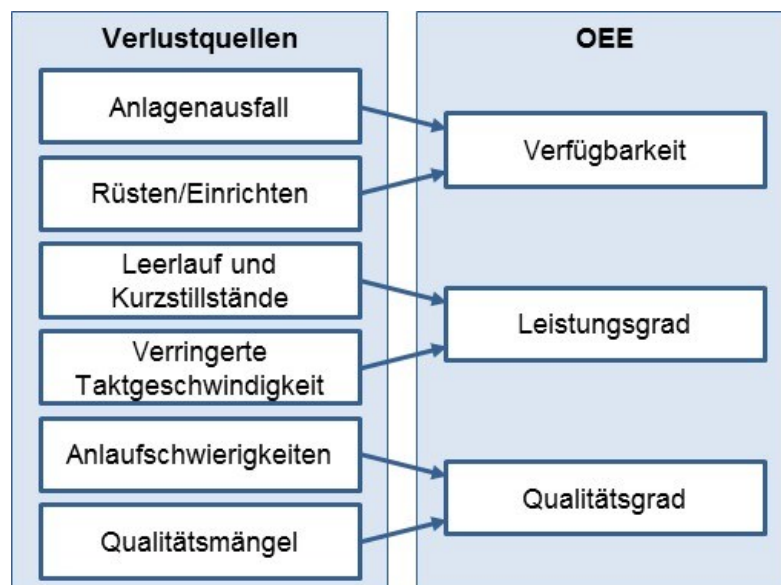 Verlustquellen
Anlagenausfall
Rüsten/Einrichten
Leerlauf und
Kurzstillstände
Verringerte
Taktgeschwindigkeit
Anlaufschwierigkeiten
Qualitätsmängel
OEE
Verfügbarkeit
Leistungsgrad
Qualitätsgrad